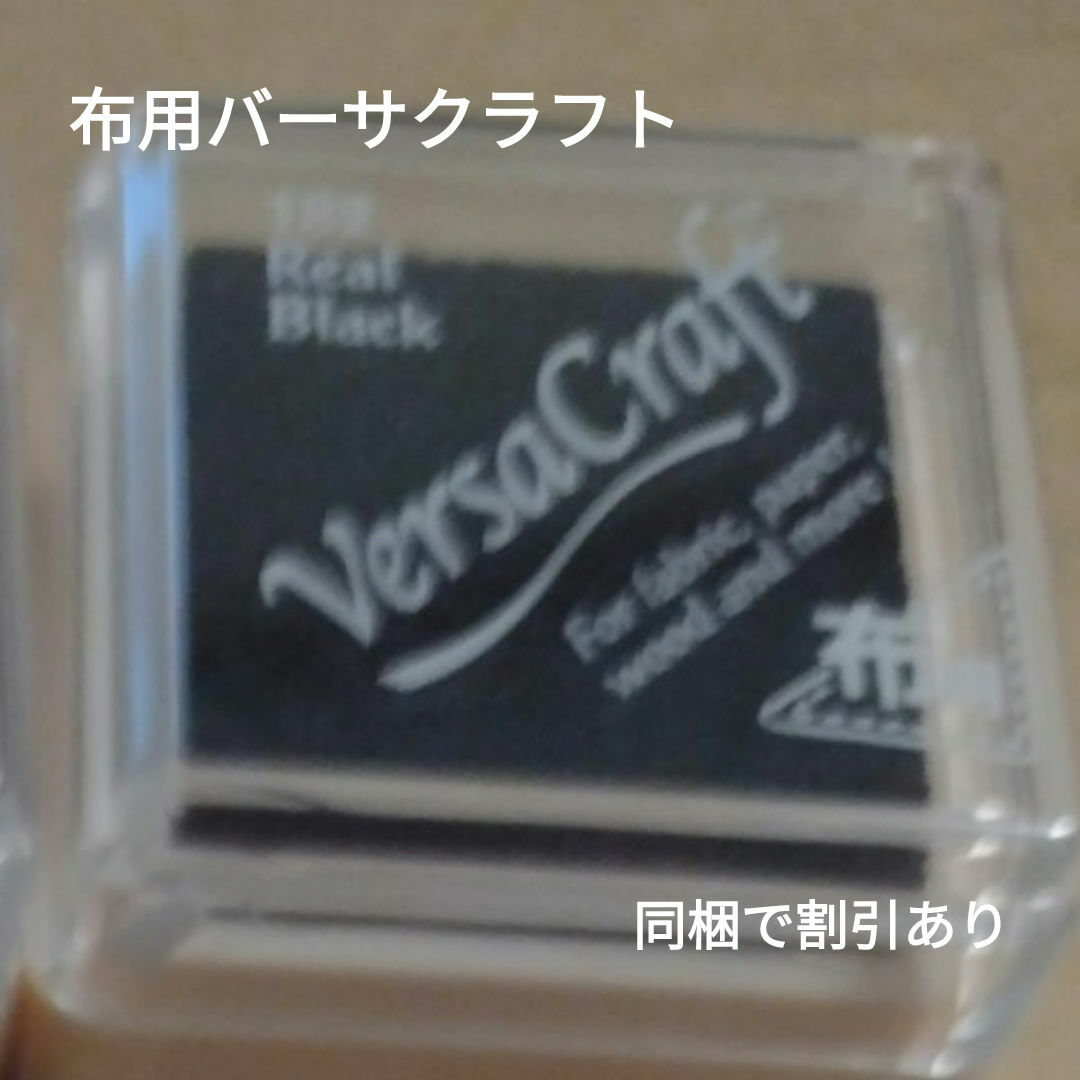 布用バーサクラフト
Real
Black
VersaCraft
For fabric, paper,
wood and more
布
同梱で割引あり